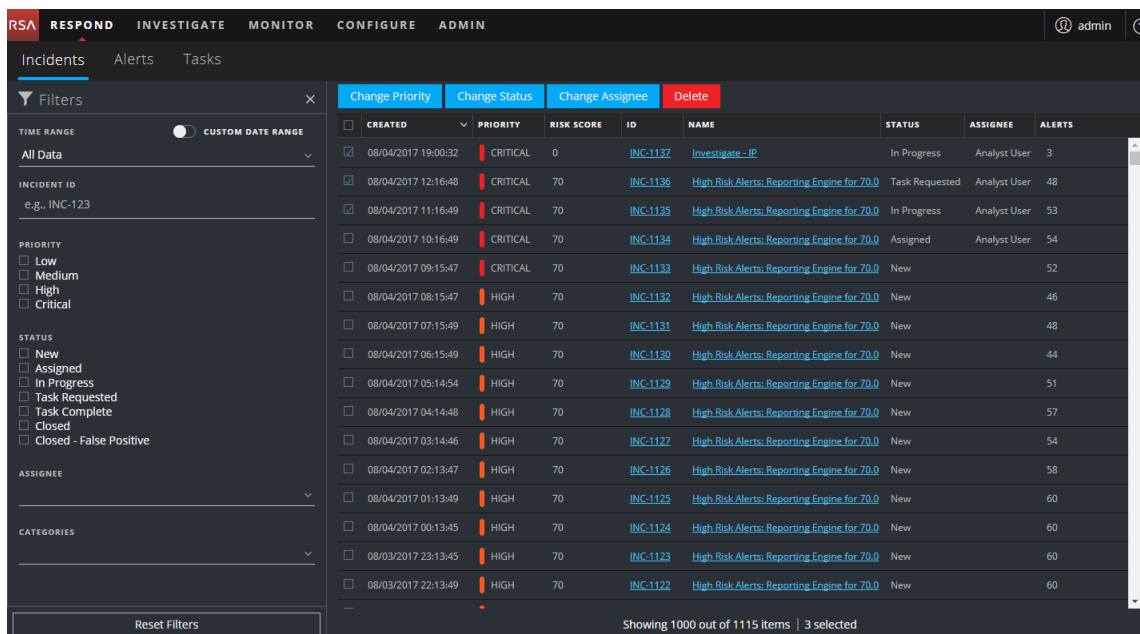 RSA RESPOND INVESTIGATE MONITOR CONFIGURE ADMIN admin
Incidents Alerts Tasks
Filters
TIME RANGE CUSTOM DATE RANGE
All Data
INCIDENT ID
e.g., INC-123
PRIORITY
Low
Medium
High
Critical
STATUS
New
Assigned
In Progress
Task Requested
Task Complete
Closed
Closed - False Positive
ASSIGNEE
CATEGORIES
Reset Filters
Change Priority Change Status Change Assignee Delete
CREATED PRIORITY RISK SCORE ID NAME STATUS ASSIGNEE ALERTS
08/04/2017 19:00:32 CRITICAL 0 INC-1137 Investigate - IP In Progress Analyst User 3
08/04/2017 12:16:48 CRITICAL 70 INC-1136 High Risk Alerts: Reporting Engine for 70.0 Task Requested Analyst User 48
08/04/2017 11:16:49 CRITICAL 70 INC-1135 High Risk Alerts: Reporting Engine for 70.0 In Progress Analyst User 53
08/04/2017 10:16:49 CRITICAL 70 INC-1134 High Risk Alerts: Reporting Engine for 70.0 Assigned Analyst User 54
08/04/2017 09:15:47 CRITICAL 70 INC-1133 High Risk Alerts: Reporting Engine for 70.0 New 52
08/04/2017 08:15:47 HIGH 70 INC-1132 High Risk Alerts: Reporting Engine for 70.0 New 46
08/04/2017 07:15:49 HIGH 70 INC-1131 High Risk Alerts: Reporting Engine for 70.0 New 48
08/04/2017 06:15:49 HIGH 70 INC-1130 High Risk Alerts: Reporting Engine for 70.0 New 44
08/04/2017 05:14:54 HIGH 70 INC-1129 High Risk Alerts: Reporting Engine for 70.0 New 51
08/04/2017 04:14:48 HIGH 70 INC-1128 High Risk Alerts: Reporting Engine for 70.0 New 57
08/04/2017 03:14:46 HIGH 70 INC-1127 High Risk Alerts: Reporting Engine for 70.0 New 54
08/04/2017 02:13:47 HIGH 70 INC-1126 High Risk Alerts: Reporting Engine for 70.0 New 58
08/04/2017 01:13:49 HIGH 70 INC-1125 High Risk Alerts: Reporting Engine for 70.0 New 60
08/04/2017 00:13:45 HIGH 70 INC-1124 High Risk Alerts: Reporting Engine for 70.0 New 60
08/03/2017 23:13:45 HIGH 70 INC-1123 High Risk Alerts: Reporting Engine for 70.0 New 60
08/03/2017 22:13:49 HIGH 70 INC-1122 High Risk Alerts: Reporting Engine for 70.0 New 60
Showing 1000 out of 1115 items | 3 selected